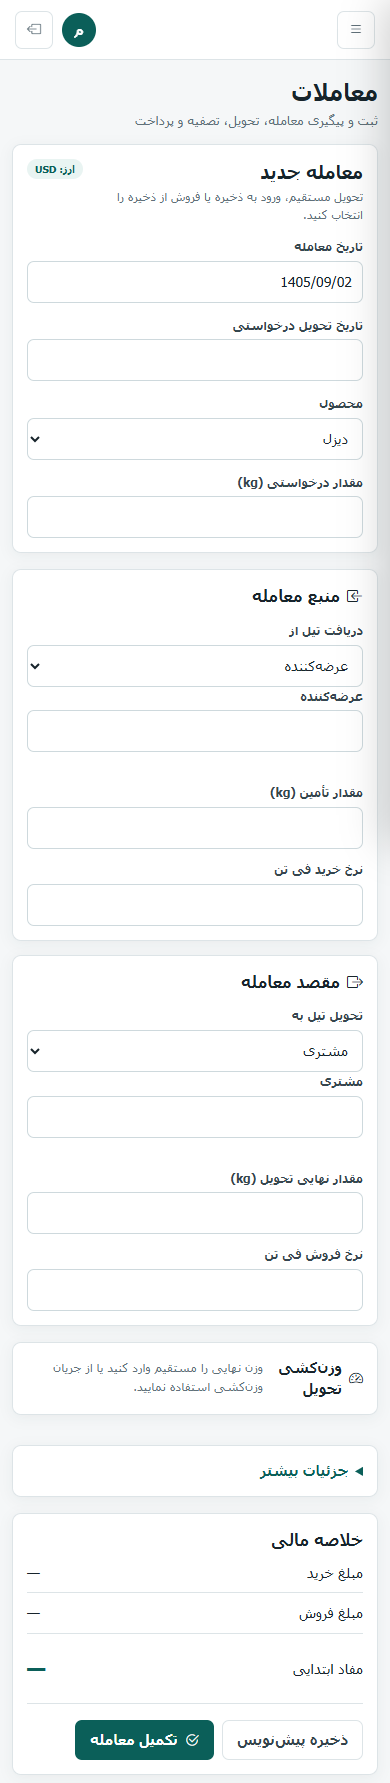 م
معاملات
ثبت و پیگیری معامله، تحویل، تصفیه و پرداخت
معامله جدید
ارز: USD
تحویل مستقیم، ورود به ذخیره یا فروش از ذخیره را
انتخاب کنید.
تاریخ معامله
1405/09/02
تاریخ تحویل درخواستی
محصول
دیزل
مقدار درخواستی (kg)
منبع معامله
دریافت تیل از
عرضه‌کننده
عرضه‌کننده
مقدار تأمین (kg)
نرخ خرید فی تن
مقصد معامله
تحویل تیل به
مشتری
مشتری
مقدار نهایی تحویل (kg)
نرخ فروش فی تن
وزن‌کشی
تحویل
وزن نهایی را مستقیم وارد کنید یا از جریان
وزن‌کشی استفاده نمایید.
جزئیات بیشتر
خلاصه مالی
مبلغ خرید —
مبلغ فروش —
مفاد ابتدایی —
ذخیره پیش‌نویس
تکمیل معامله